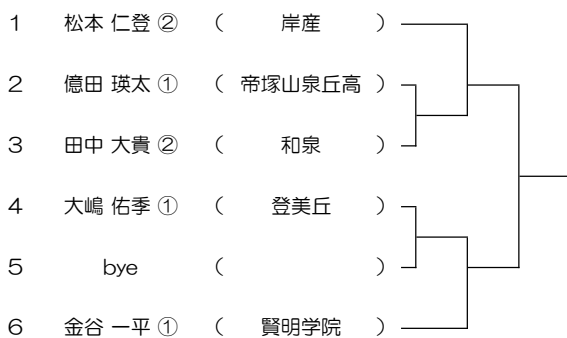 1 松本 仁登 ② ( 岸産 )
2 億田 瑛太 ① ( 帝塚山泉丘高 )
3 田中 大貴 ② ( 和泉 )
4 大嶋 佑季 ① ( 登美丘 )
5 bye ( )
6 金谷 一平 ① ( 賢明学院 )